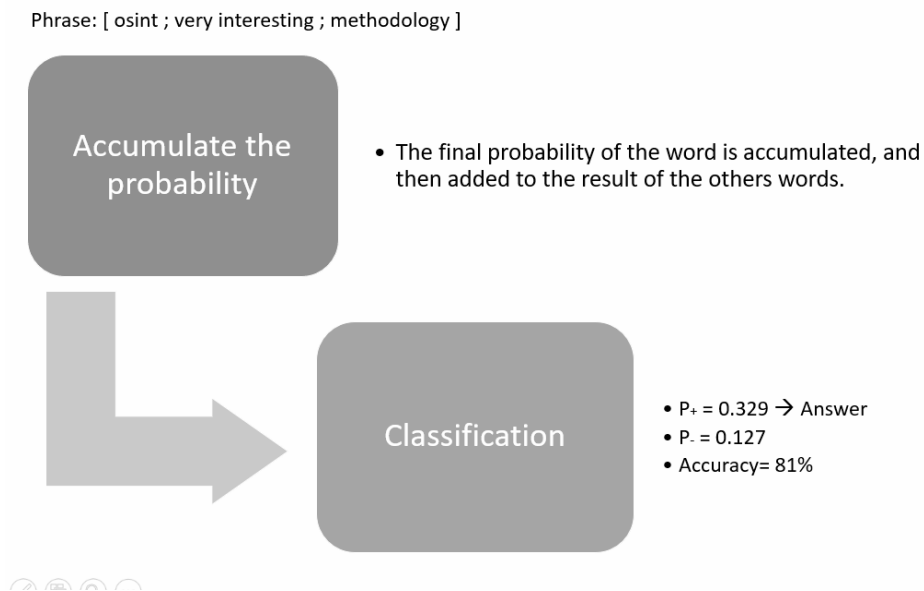 Phrase: [ osint ; very interesting ; methodology ]
Accumulate the
probability
• The final probability of the word is accumulated, and
then added to the result of the others words.
Classification
• P₊ = 0.329 → Answer
• P₋ = 0.127
• Accuracy= 81%